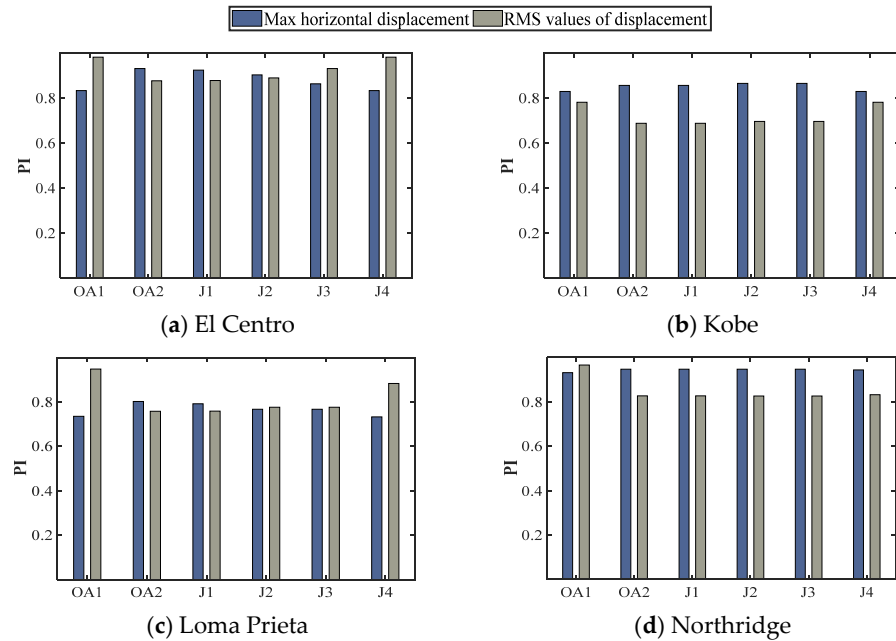 Max horizontal displacement RMS values of displacement
PI
0.8
0.6
0.4
0.2
OA1 OA2 J1 J2 J3 J4
(a) El Centro
PI
0.8
0.6
0.4
0.2
OA1 OA2 J1 J2 J3 J4
(b) Kobe
PI
0.8
0.6
0.4
0.2
OA1 OA2 J1 J2 J3 J4
(c) Loma Prieta
PI
0.8
0.6
0.4
0.2
OA1 OA2 J1 J2 J3 J4
(d) Northridge